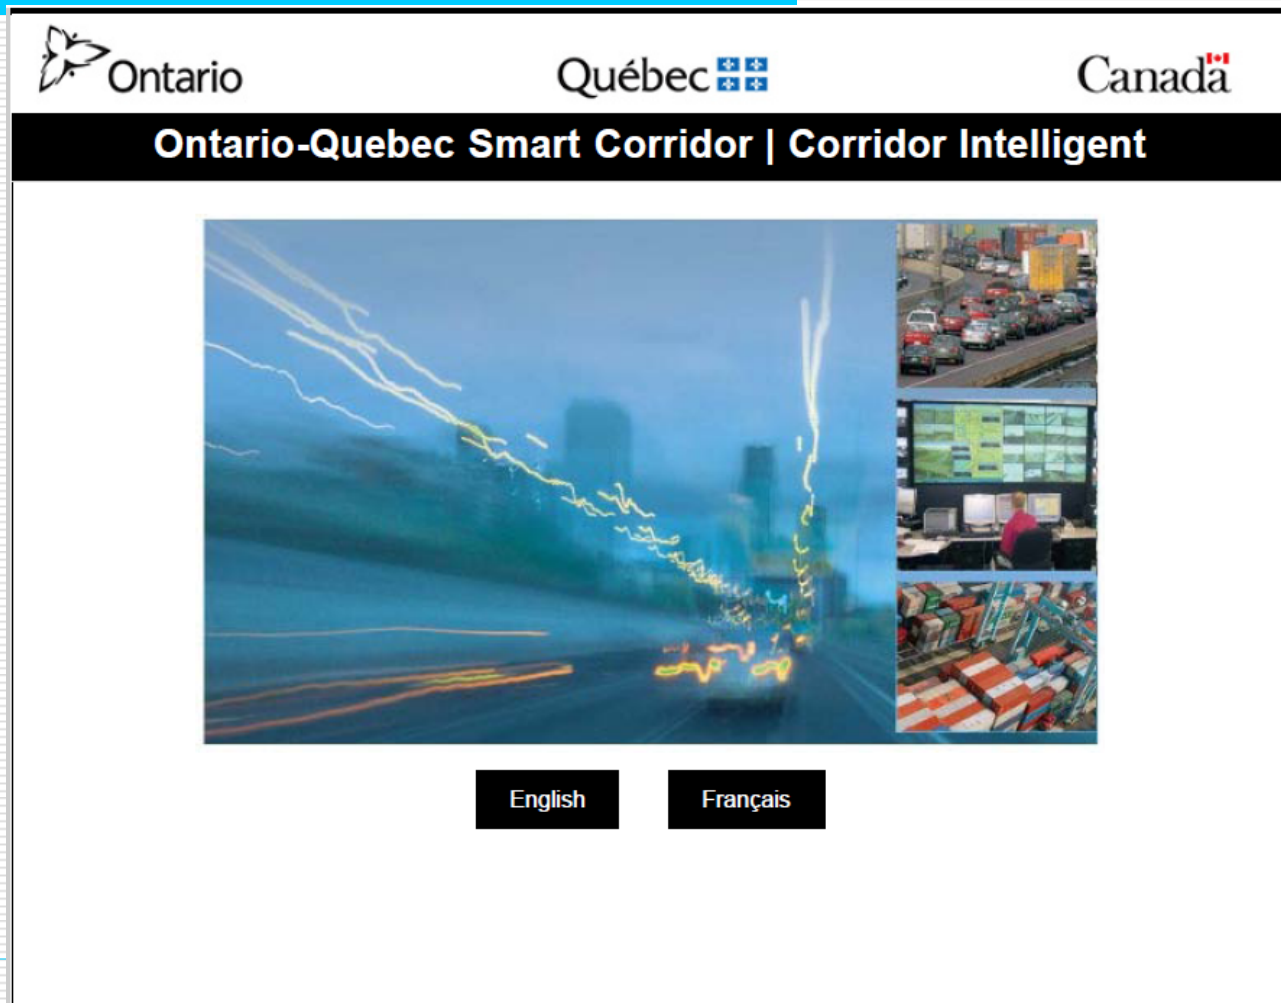 Ontario
Québec
Canada
Ontario-Quebec Smart Corridor | Corridor Intelligent
English
Français